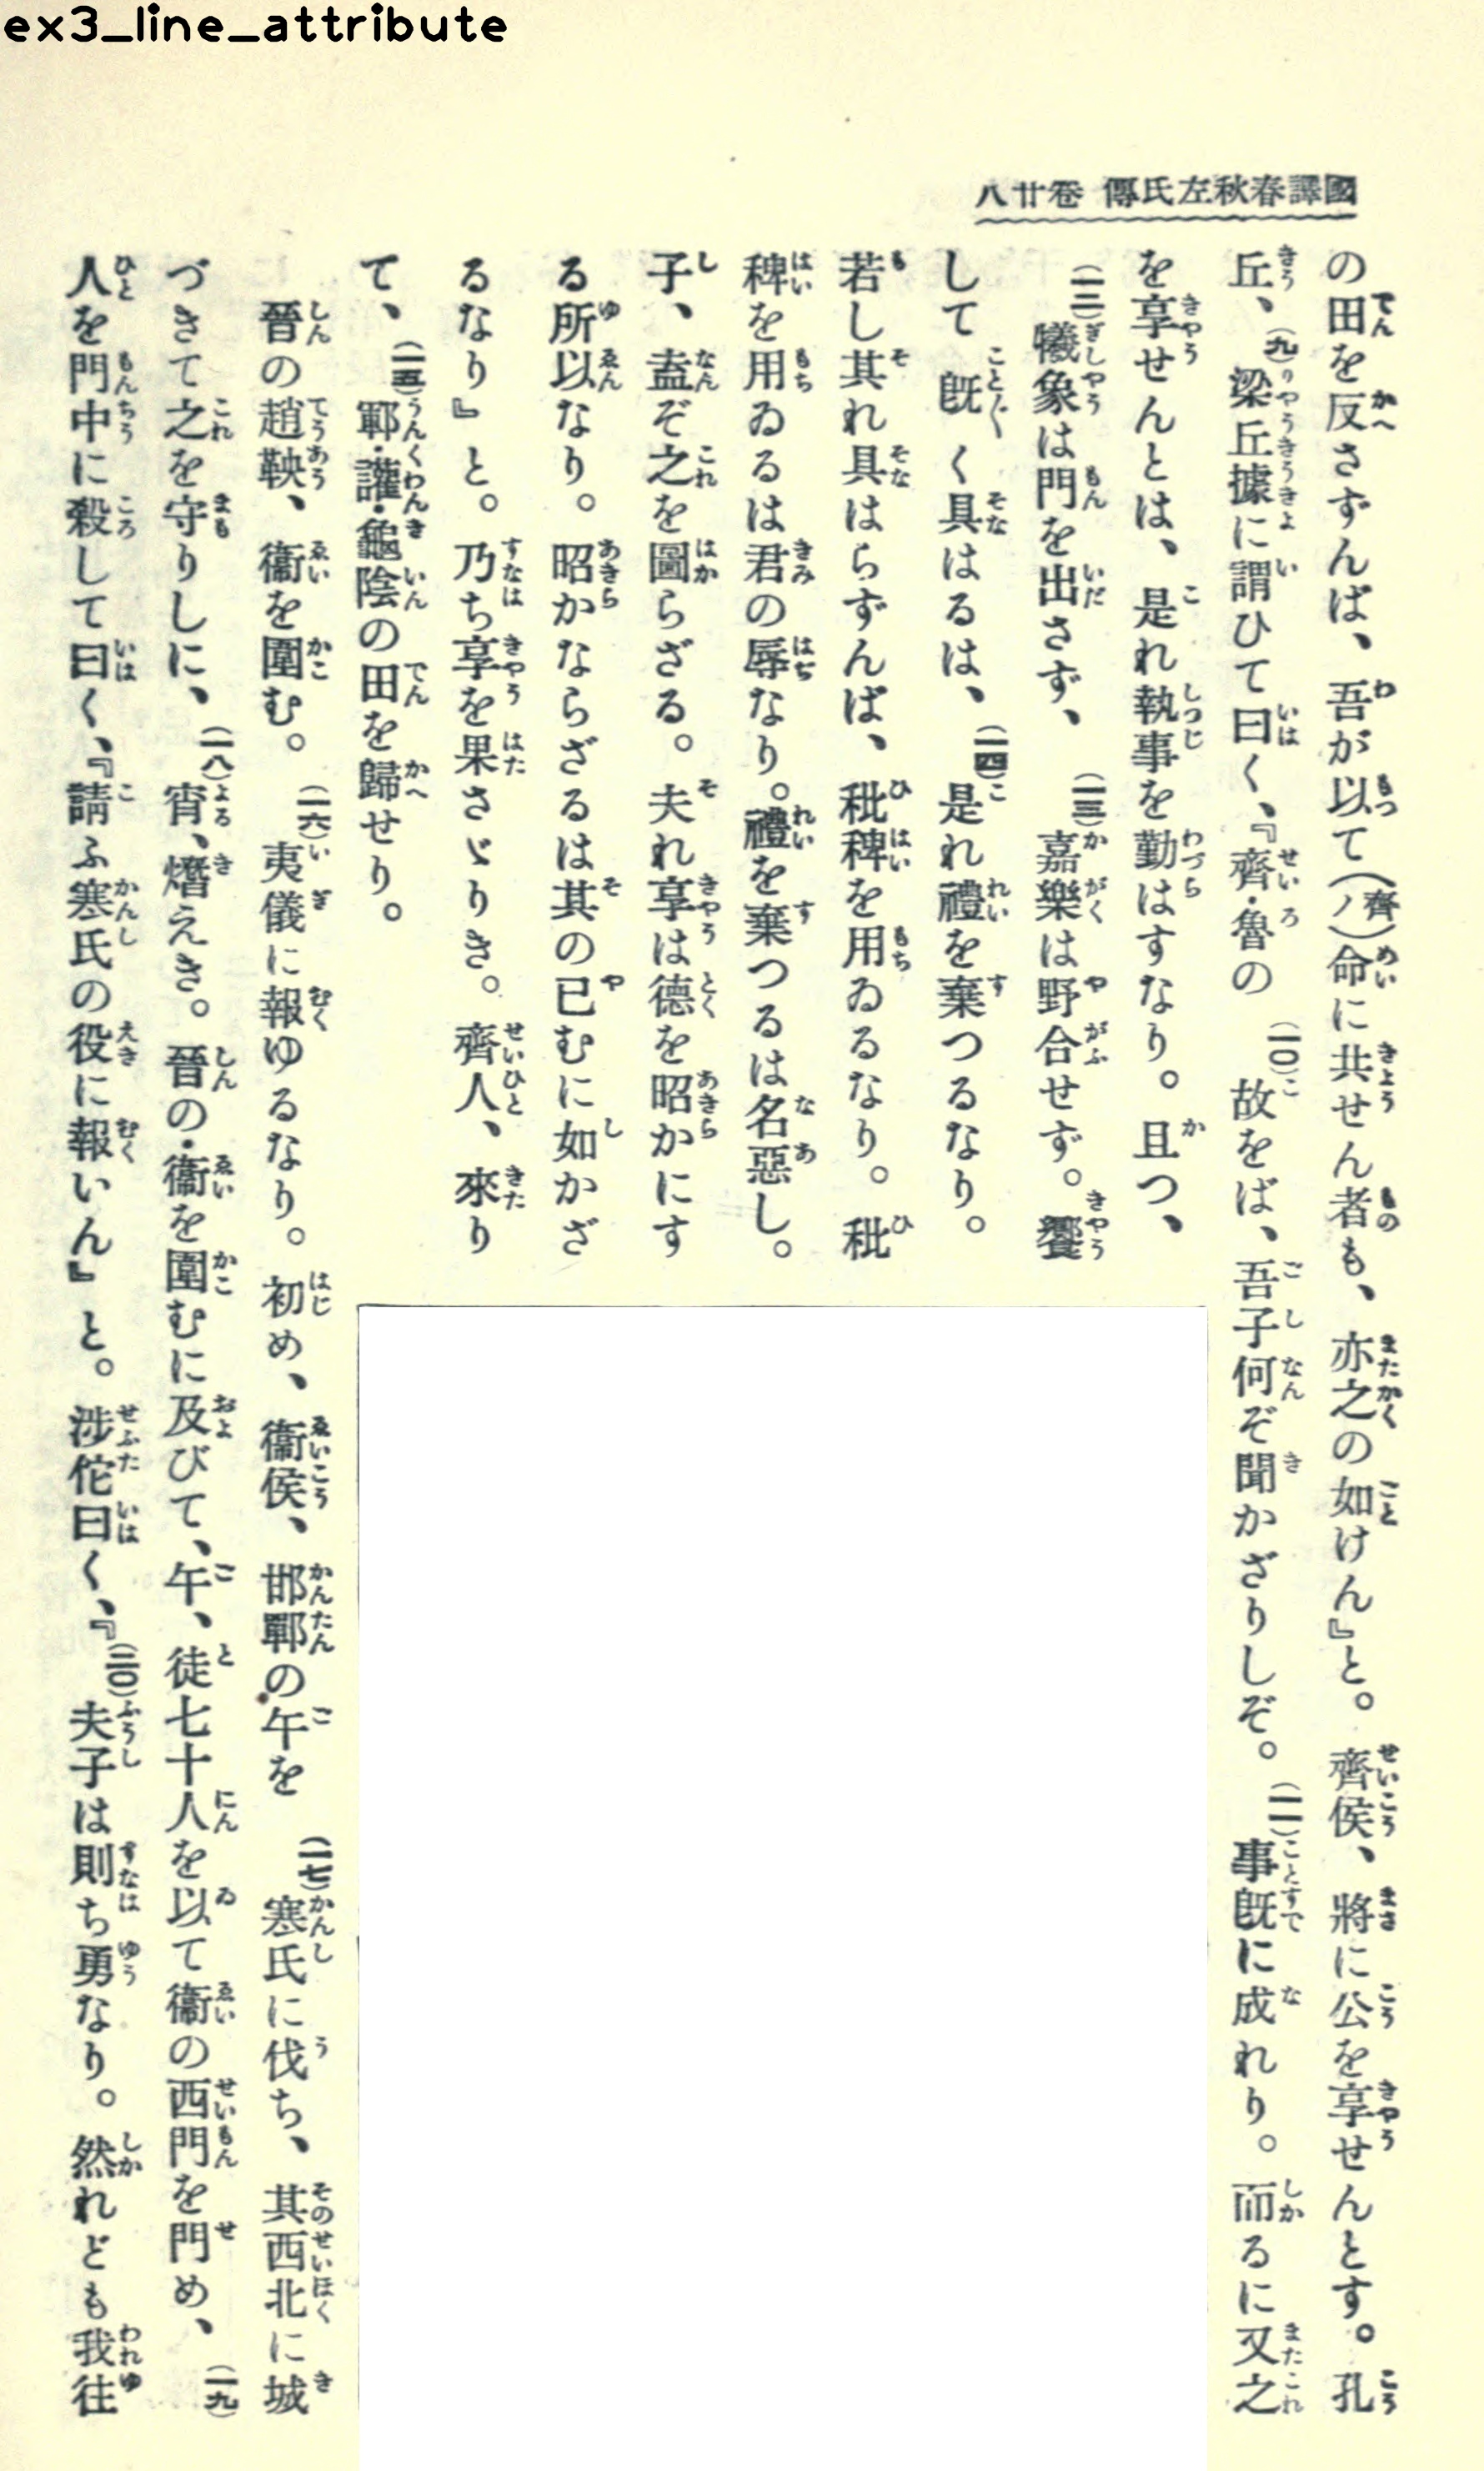 ex3_line_attribute
國譯春秋左氏傳 卷廿八
の田を反さずんば、吾が以て(齊ノ)命に共せん者も、亦之の如けん』と。齊侯、將に公を享せんとす。孔
丘、(九)梁丘據に謂ひて曰く、『齊・魯の(一〇)故をば、吾子何ぞ聞かざりしぞ。(一一)事既に成れり。而るに又之
を享せんとは、是れ執事を勤はすなり。且つ、
(一二)犧象は門を出さず、(一三)嘉樂は野合せず。饗
して既く具はるは、(一四)是れ禮を棄つるなり。
若し其れ具はらずんば、秕稗を用ゐるなり。秕
稗を用ゐるは君の辱なり。禮を棄つるは名惡し。
子、盍ぞ之を圖らざる。夫れ享は德を昭かにす
る所以なり。昭かならざるは其の已むに如かざ
るなり』と。乃ち享を果さゞりき。齊人、來り
て、(一五)鄆・讙・龜陰の田を歸せり。
晉の趙鞅、衞を圍む。(一六)夷儀に報ゆるなり。初め、衞侯、邯鄲の午を(一七)寒氏に伐ち、其西北に城
づきて之を守りしに、(一八)宵、熸えき。晉の・衞を圍むに及びて、午、徒七十人を以て衞の西門を門め、(一九)
人を門中に殺して曰く、『請ふ寒氏の役に報いん』と。涉佗曰く、『(二〇)夫子は則ち勇なり。然れども我往